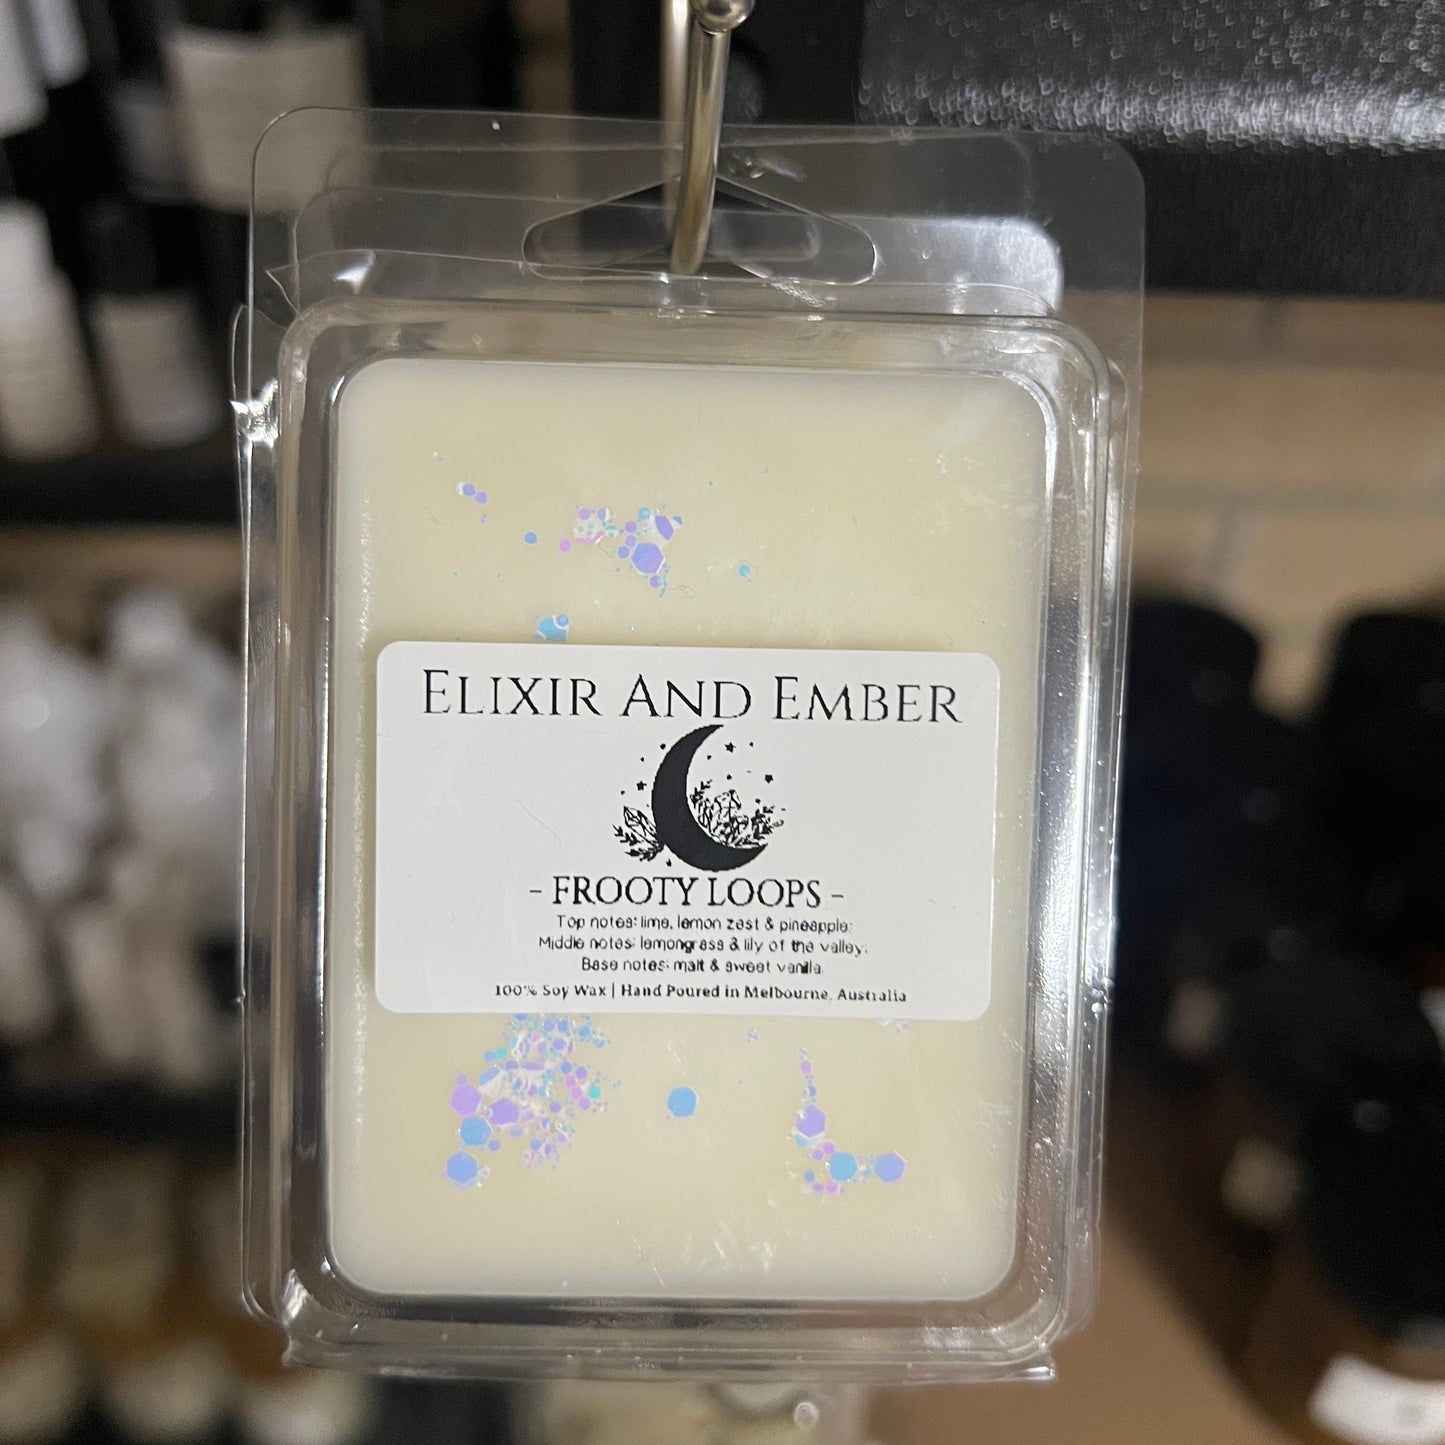 ELIXIR AND EMBER
- FROOTY LOOPS -
Top notes: lime, lemon zest & pineapple;
Middle notes: lemongrass & lily of the valley;
Base notes: malt & sweet vanilla.
100% Soy Wax | Hand Poured in Melbourne, Australia